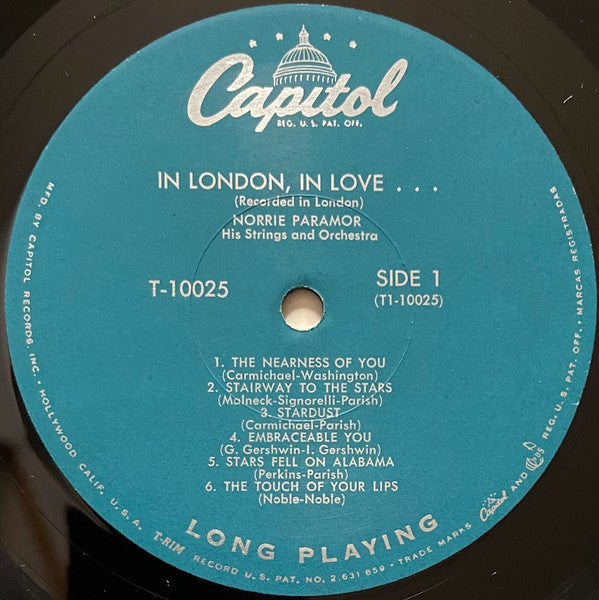 Capitol
REG. U. S. PAT. OFF.
IN LONDON, IN LOVE . . .
(Recorded in London)
NORRIE PARAMOR
His Strings and Orchestra
T-10025
SIDE 1
(T1-10025)
1. THE NEARNESS OF YOU
(Carmichael-Washington)
2. STAIRWAY TO THE STARS
(Malneck-Signorelli-Parish)
3. STARDUST
(Carmichael-Parish)
4. EMBRACEABLE YOU
(G. Gershwin-I. Gershwin)
5. STARS FELL ON ALABAMA
(Perkins-Parish)
6. THE TOUCH OF YOUR LIPS
(Noble-Noble)
LONG PLAYING
MFD. BY CAPITOL RECORDS, INC. • HOLLYWOOD CALIF. U.S.A. T-RIM RECORD U.S. PAT. NO. 2,631,859 • TRADE MARKS Capitol AND REG. U.S. PAT. OFF. • MARCAS REGISTRADAS